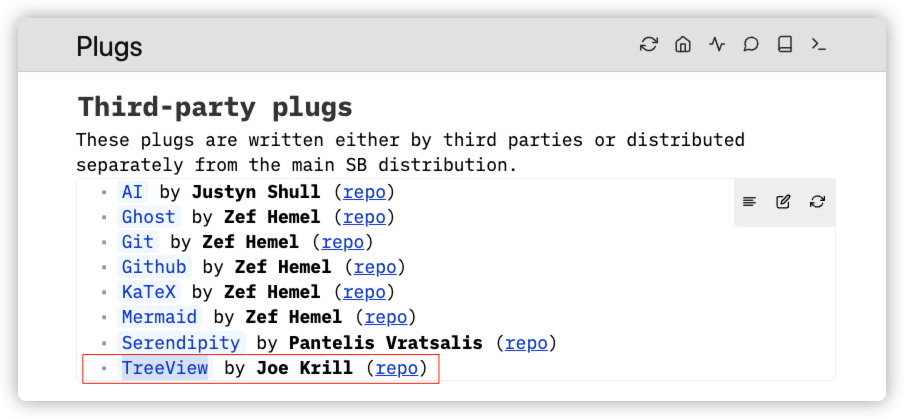 Plugs
Third-party plugs
These plugs are written either by third parties or distributed
separately from the main SB distribution.
AI by Justyn Shull (repo)
Ghost by Zef Hemel (repo)
Git by Zef Hemel (repo)
Github by Zef Hemel (repo)
KaTeX by Zef Hemel (repo)
Mermaid by Zef Hemel (repo)
Serendipity by Pantelis Vratsalis (repo)
TreeView by Joe Krill (repo)